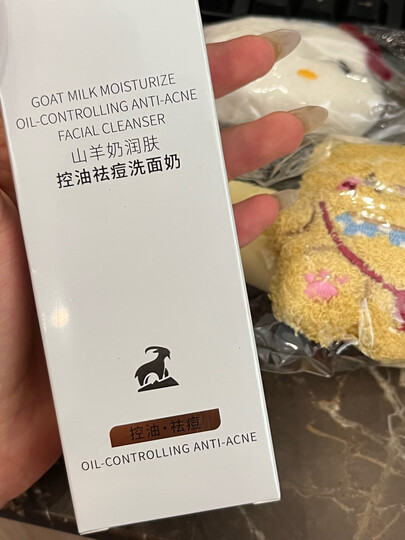 GOAT MILK MOISTURIZE
OIL-CONTROLLING ANTI-ACNE
FACIAL CLEANSER
山羊奶润肤
控油祛痘洗面奶
控油·祛痘
OIL-CONTROLLING ANTI-ACNE